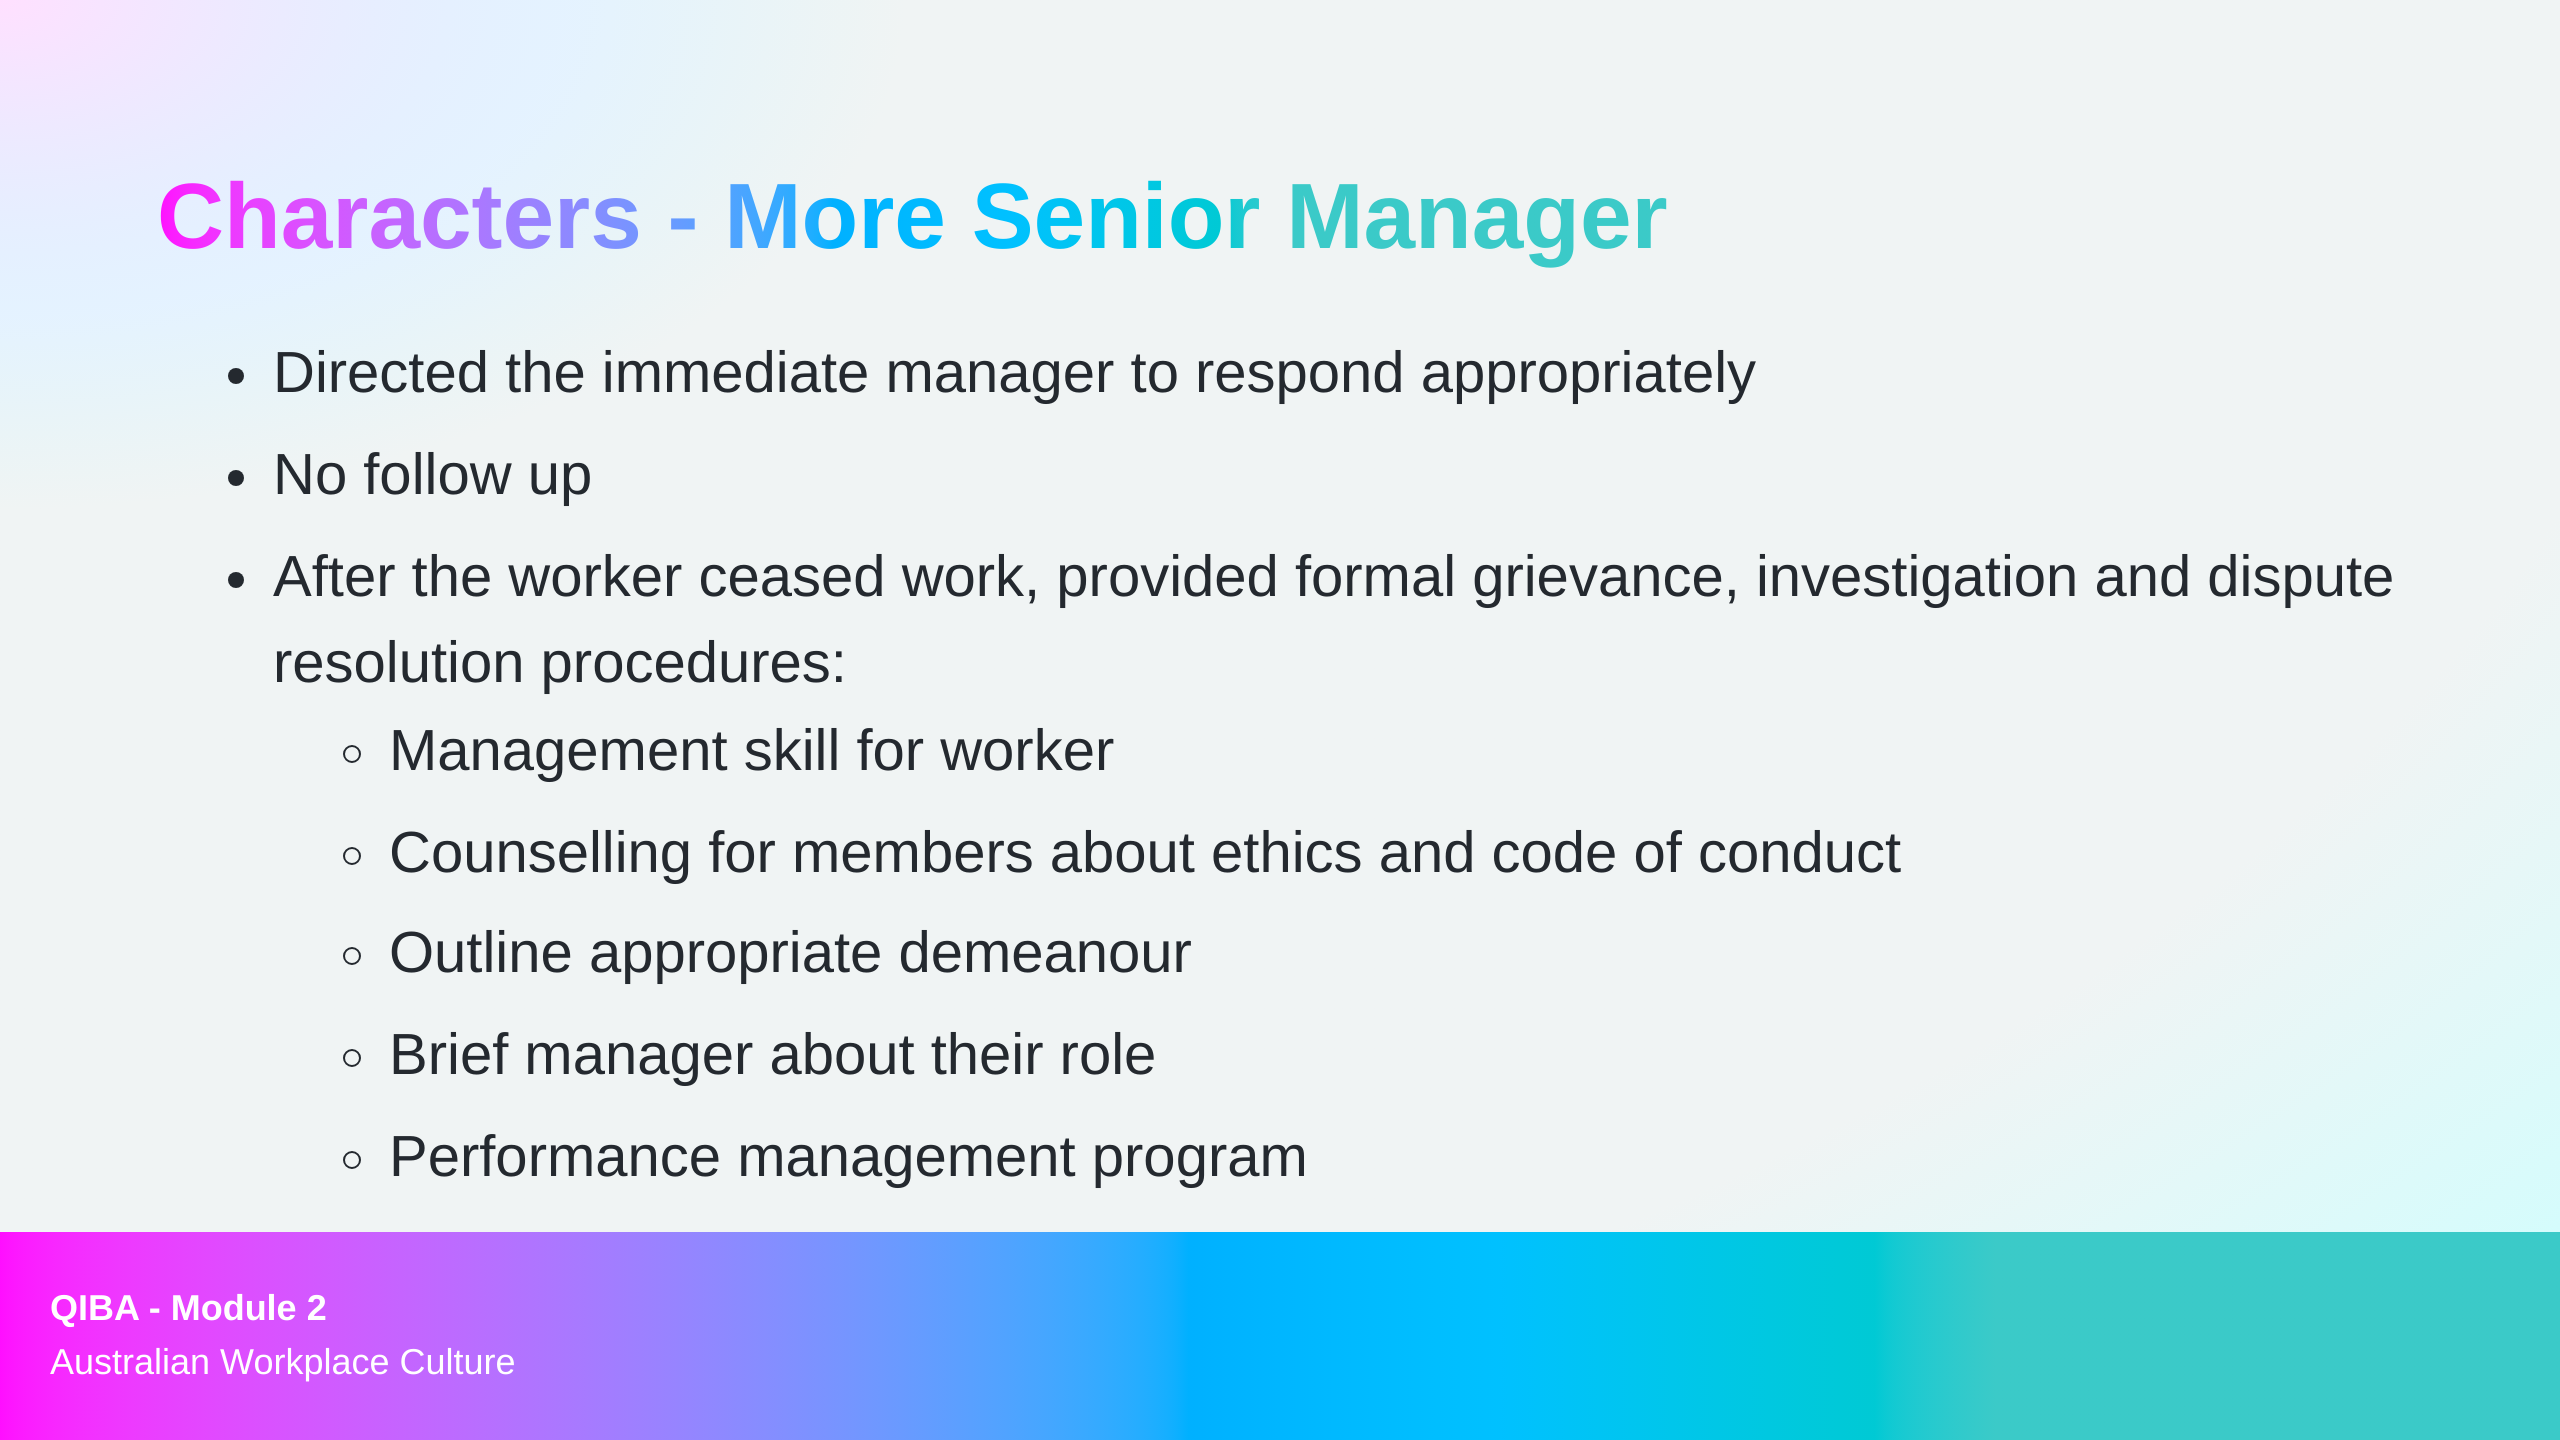 Characters - More Senior Manager
• Directed the immediate manager to respond appropriately
• No follow up
• After the worker ceased work, provided formal grievance, investigation and dispute
resolution procedures:
○ Management skill for worker
○ Counselling for members about ethics and code of conduct
○ Outline appropriate demeanour
○ Brief manager about their role
○ Performance management program
QIBA - Module 2
Australian Workplace Culture